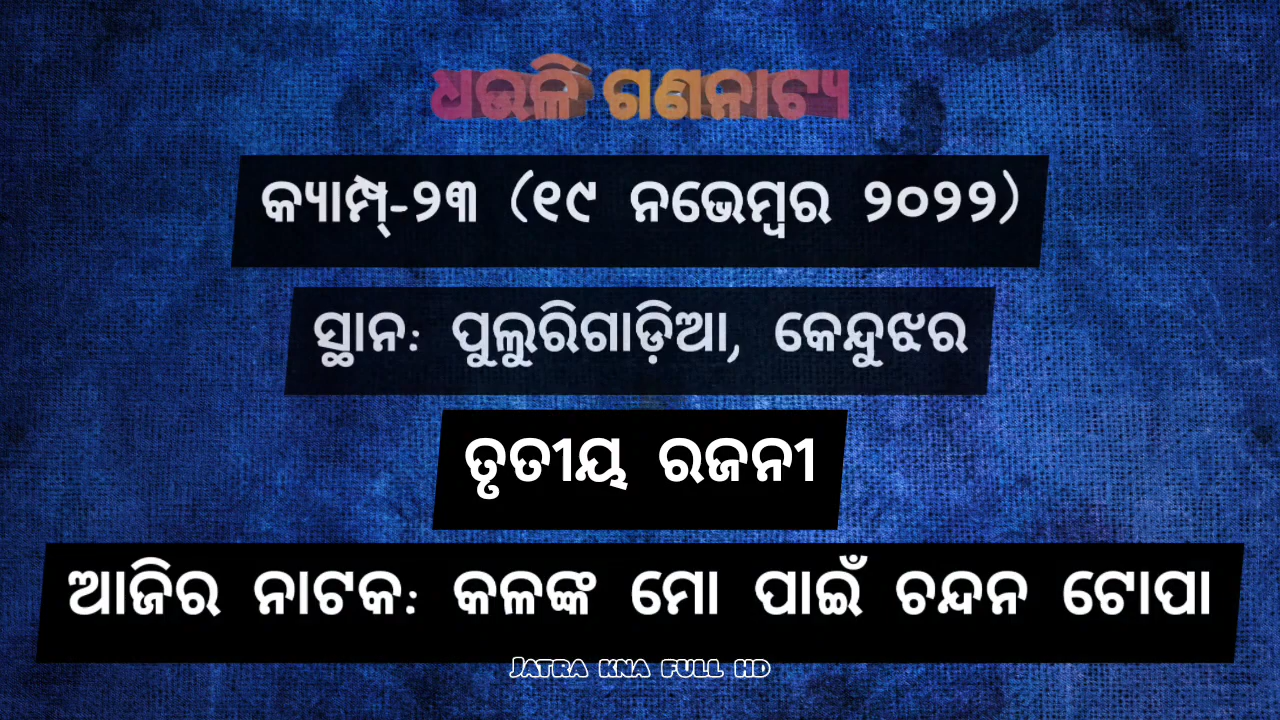 ଧଉଳି ଗଣନାଟ୍ୟ
କ୍ୟାମ୍ପ୍-୨୩ (୧୯ ନଭେମ୍ବର ୨୦୨୨)
ସ୍ଥାନ: ପୁଲୁରିଗାଡ଼ିଆ, କେନ୍ଦୁଝର
ତୃତୀୟ ରଜନୀ
ଆଜିର ନାଟକ: କଳଙ୍କ ମୋ ପାଇଁ ଚନ୍ଦନ ଟୋପା
JATRA KNA FULL HD